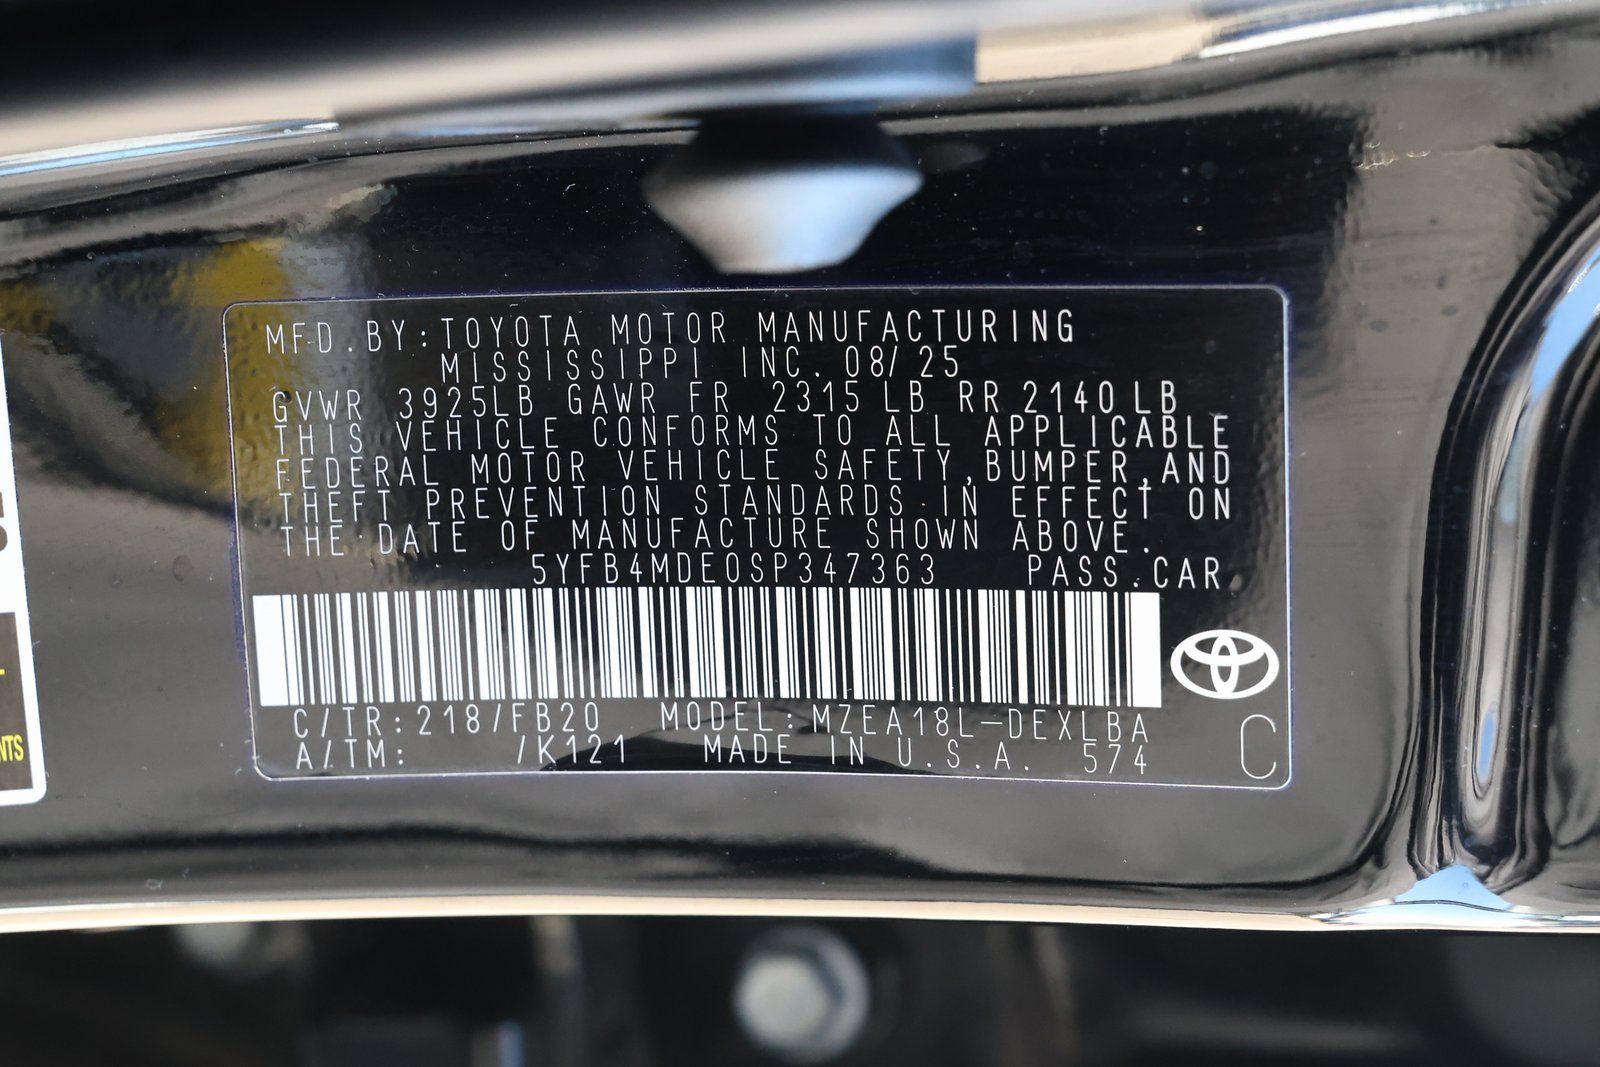 MFD.BY:TOYOTA MOTOR MANUFACTURING
MISSISSIPPI INC. 08/25
GVWR 3925LB GAWR FR 2315 LB RR 2140 LB
THIS VEHICLE CONFORMS TO ALL APPLICABLE
FEDERAL MOTOR VEHICLE SAFETY,BUMPER,AND
THEFT PREVENTION STANDARDS IN EFFECT ON
THE DATE OF MANUFACTURE SHOWN ABOVE.
5YFB4MDE0SP347363 PASS.CAR
C/TR:218/FB20 MODEL:MZEA18L-DEXLBA
A/TM: /K121 MADE IN U.S.A. 574
C